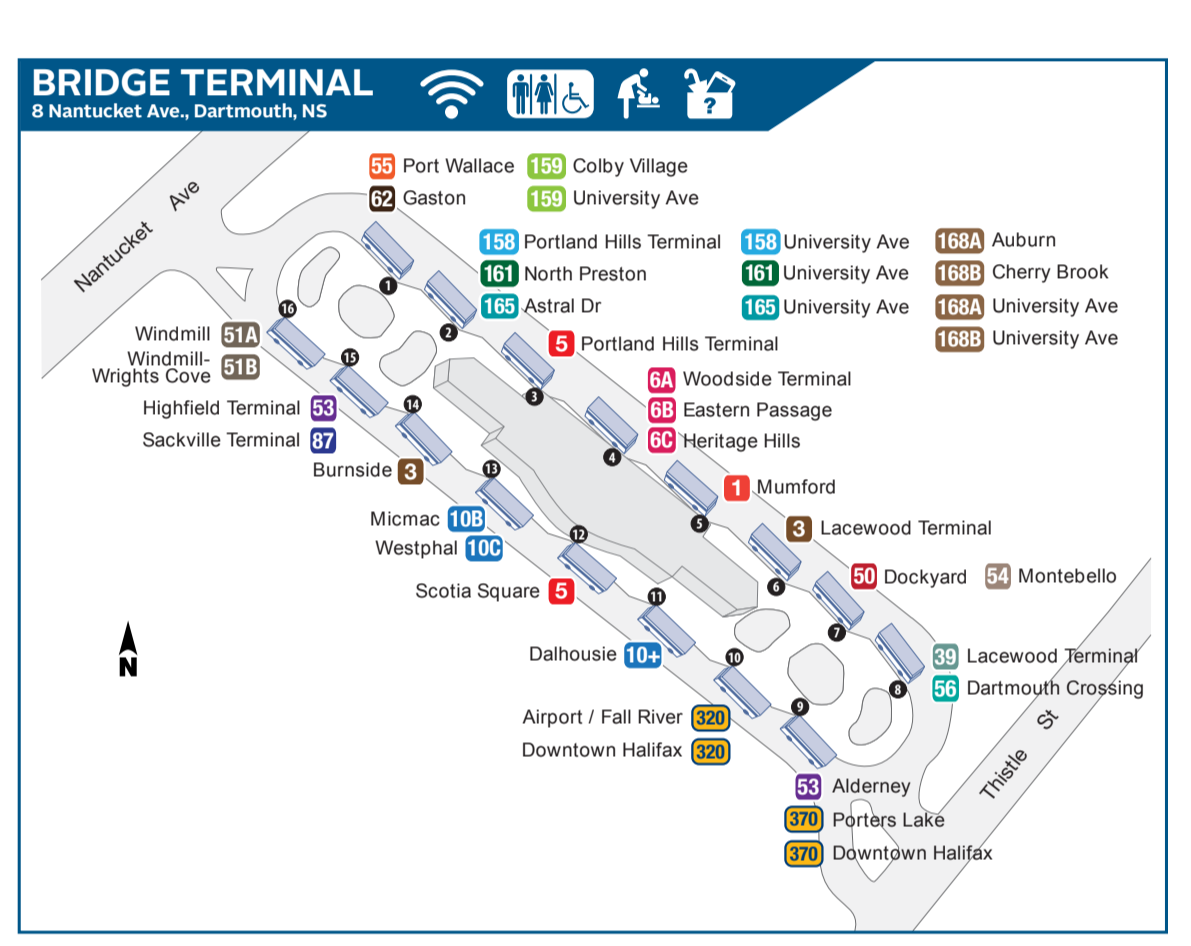 BRIDGE TERMINAL
8 Nantucket Ave., Dartmouth, NS
?
Nantucket Ave
55 Port Wallace 159 Colby Village
62 Gaston 159 University Ave
158 Portland Hills Terminal 158 University Ave 168A Auburn
161 North Preston 161 University Ave 168B Cherry Brook
165 Astral Dr 165 University Ave 168A University Ave
168B University Ave
5 Portland Hills Terminal
6A Woodside Terminal
6B Eastern Passage
6C Heritage Hills
1 Mumford
3 Lacewood Terminal
50 Dockyard 54 Montebello
39 Lacewood Terminal
56 Dartmouth Crossing
1
2
3
4
5
6
7
8
9
10
11
12
13
14
15
16
Windmill 51A
Windmill-
Wrights Cove 51B
Highfield Terminal 53
Sackville Terminal 87
Burnside 3
Micmac 10B
Westphal 10C
Scotia Square 5
Dalhousie 10+
Airport / Fall River 320
Downtown Halifax 320
53 Alderney
370 Porters Lake
370 Downtown Halifax
Thistle St
N